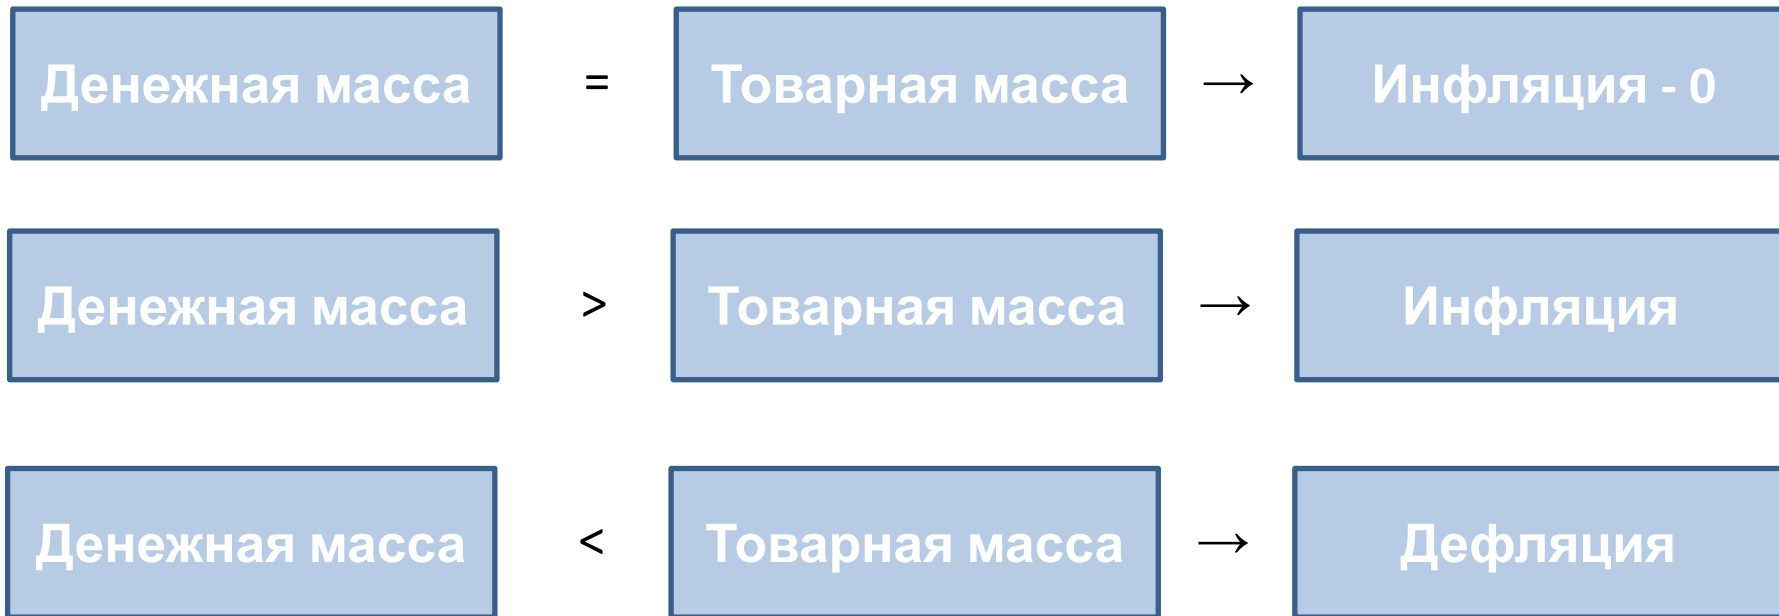 Денежная масса = Товарная масса → Инфляция - 0
Денежная масса > Товарная масса → Инфляция
Денежная масса < Товарная масса → Дефляция